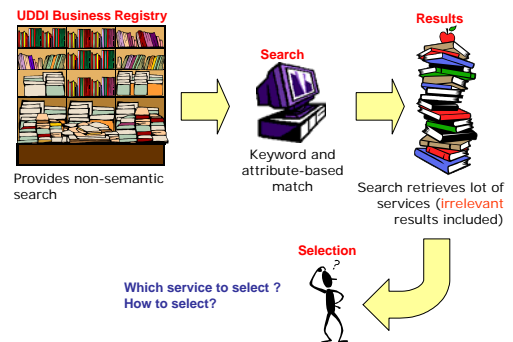 UDDI Business Registry
Provides non-semantic
search
Search
Keyword and
attribute-based
match
Results
Search retrieves lot of
services (irrelevant
results included)
Selection
?
Which service to select ?
How to select?